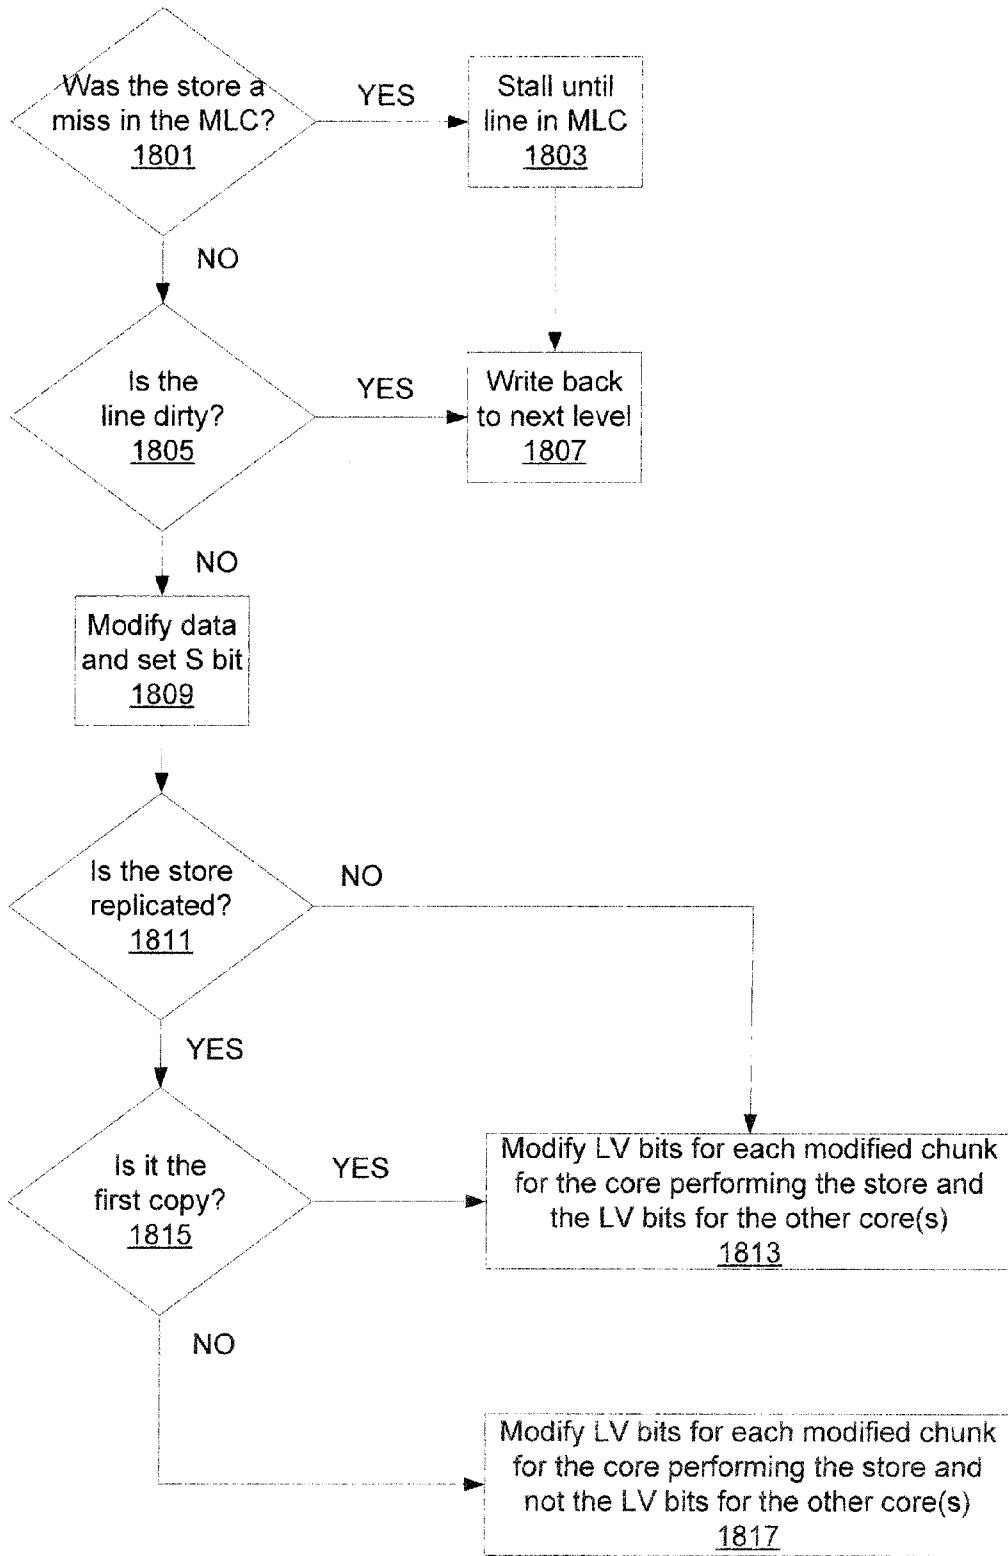 Was the store a
miss in the MLC?
1801
YES
Stall until
line in MLC
1803
NO
Is the
line dirty?
1805
YES
Write back
to next level
1807
NO
Modify data
and set S bit
1809
Is the store
replicated?
1811
NO
YES
Is it the
first copy?
1815
YES
Modify LV bits for each modified chunk
for the core performing the store and
the LV bits for the other core(s)
1813
NO
Modify LV bits for each modified chunk
for the core performing the store and
not the LV bits for the other core(s)
1817